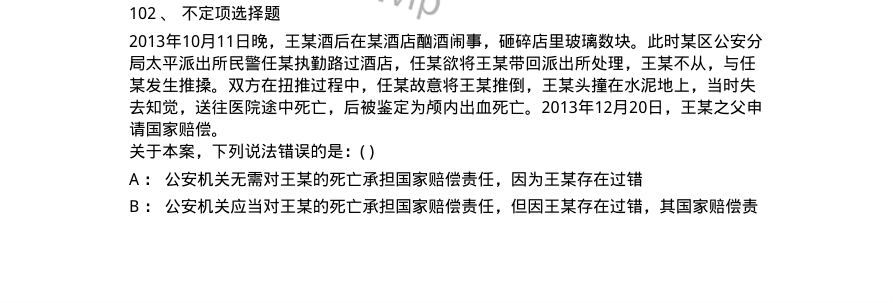 102 、 不定项选择题
2013年10月11日晚，王某酒后在某酒店酗酒闹事，砸碎店里玻璃数块。此时某区公安分
局太平派出所民警任某执勤路过酒店，任某欲将王某带回派出所处理，王某不从，与任
某发生推搡。双方在扭推过程中，任某故意将王某推倒，王某头撞在水泥地上，当时失
去知觉，送往医院途中死亡，后被鉴定为颅内出血死亡。2013年12月20日，王某之父申
请国家赔偿。
关于本案，下列说法错误的是：( )
A ： 公安机关无需对王某的死亡承担国家赔偿责任，因为王某存在过错
B ： 公安机关应当对王某的死亡承担国家赔偿责任，但因王某存在过错，其国家赔偿责